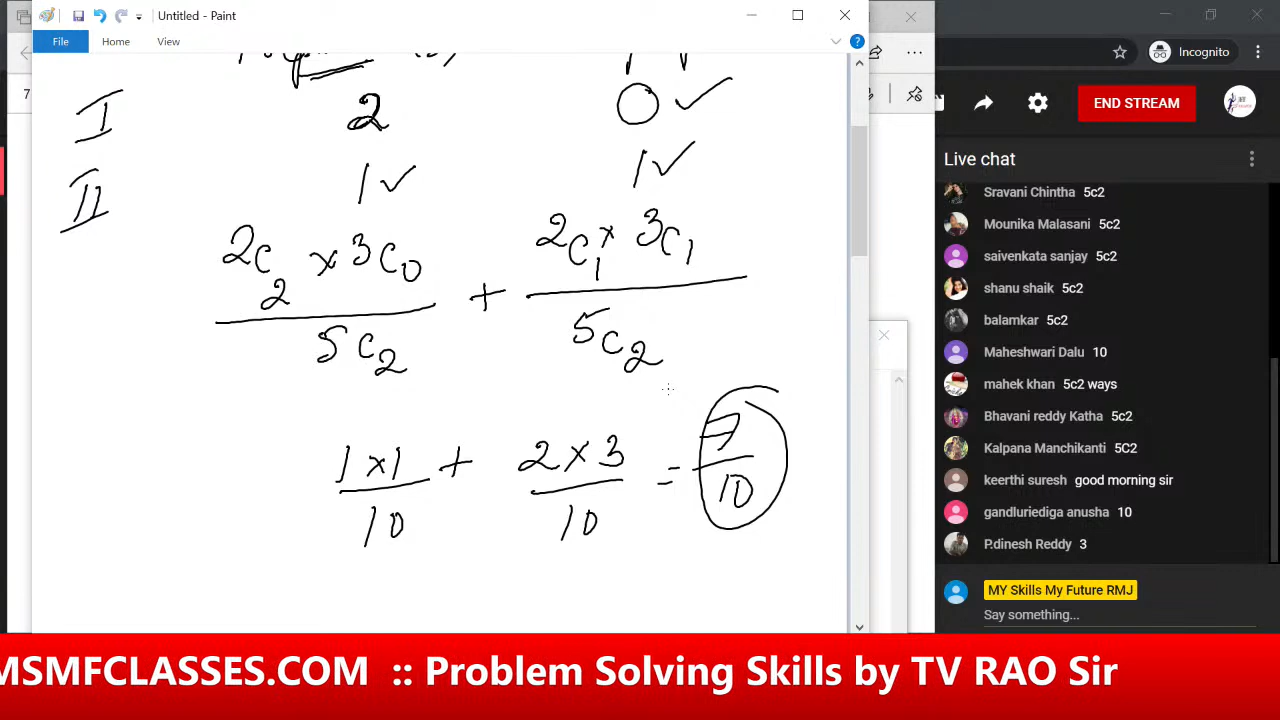 Untitled - Paint
File Home View
I 2 0 ✓
II 1 ✓ 1 ✓
2c2 × 3c0 + 2c1 × 3c1
5c2 5c2
1×1 + 2×3 = 7
10 10 10
Incognito
END STREAM
Live chat
Sravani Chintha 5c2
Mounika Malasani 5c2
saivenkata sanjay 5c2
shanu shaik 5c2
balamkar 5c2
Maheshwari Dalu 10
mahek khan 5c2 ways
Bhavani reddy Katha 5c2
Kalpana Manchikanti 5C2
keerthi suresh good morning sir
gandluriediga anusha 10
P.dinesh Reddy 3
MY Skills My Future RMJ
Say something...
MSMFCLASSES.COM :: Problem Solving Skills by TV RAO Sir